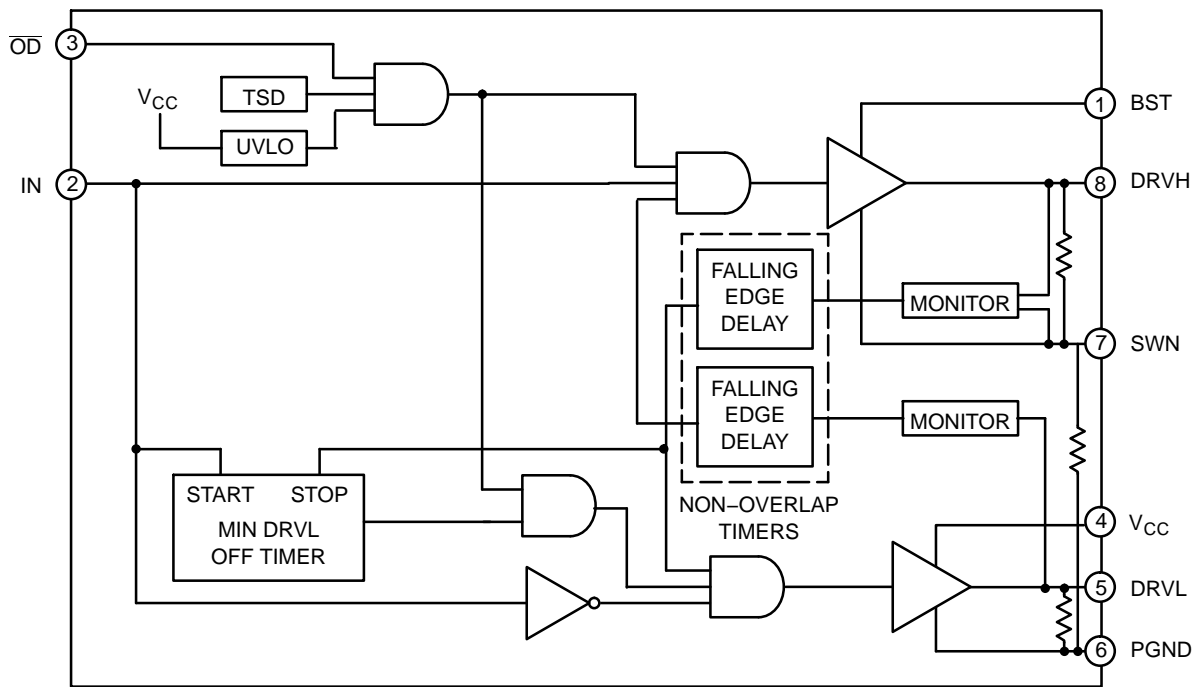 OD
3
TSD
VCC
UVLO
IN
2
1
BST
8
DRVH
FALLING
EDGE
DELAY
MONITOR
7
SWN
FALLING
EDGE
DELAY
MONITOR
START STOP
MIN DRVL
OFF TIMER
NON–OVERLAP
TIMERS
4
VCC
5
DRVL
6
PGND